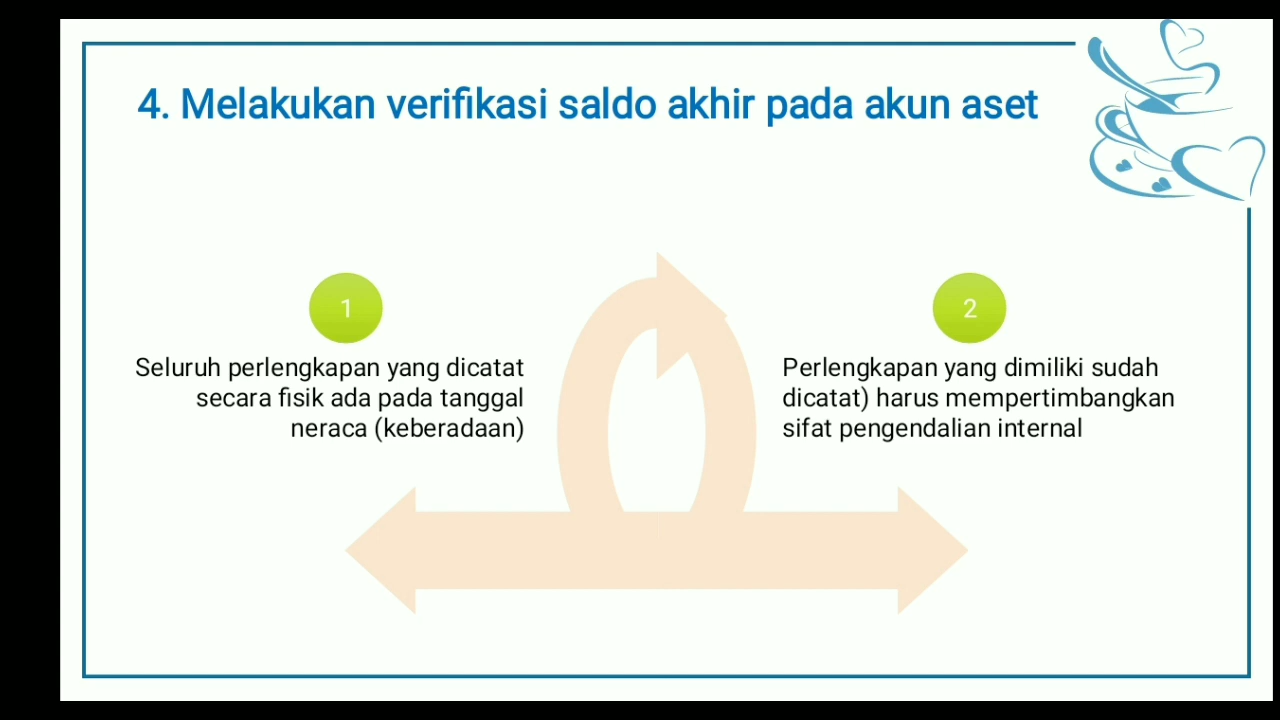 4. Melakukan verifikasi saldo akhir pada akun aset
1
Seluruh perlengkapan yang dicatat
secara fisik ada pada tanggal
neraca (keberadaan)
2
Perlengkapan yang dimiliki sudah
dicatat) harus mempertimbangkan
sifat pengendalian internal